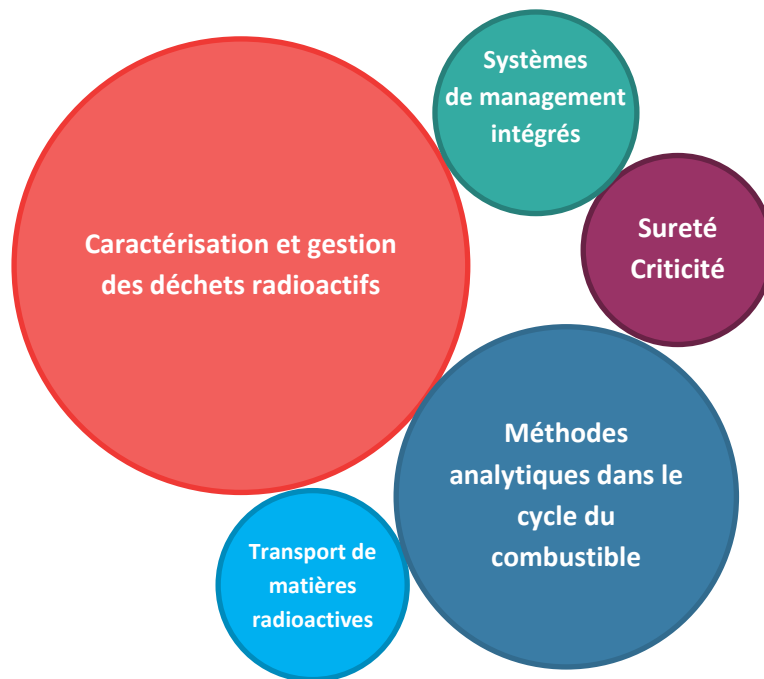 Systèmes
de management
intégrés
Caractérisation et gestion
des déchets radioactifs
Sureté
Criticité
Méthodes
analytiques dans le
cycle du
combustible
Transport de
matières
radioactives